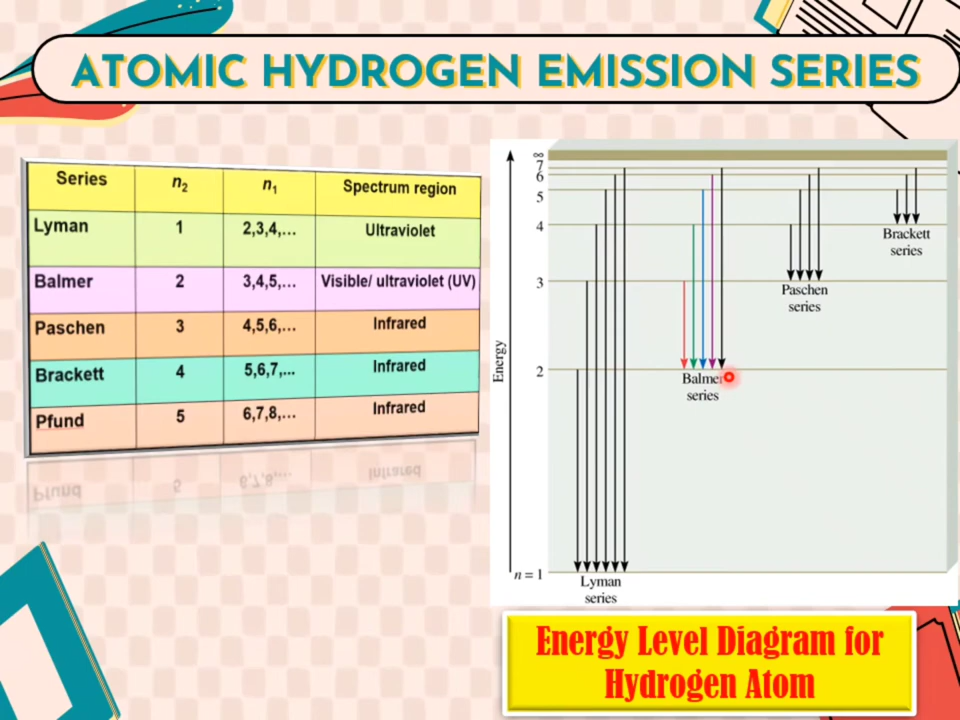 ATOMIC HYDROGEN EMISSION SERIES
Series n₂ n₁ Spectrum region
Lyman 1 2,3,4,... Ultraviolet
Balmer 2 3,4,5,... Visible/ ultraviolet (UV)
Paschen 3 4,5,6,... Infrared
Brackett 4 5,6,7,... Infrared
Pfund 5 6,7,8,... Infrared
Energy
∞
7
6
5
4
3
2
n = 1
Brackett
series
Paschen
series
Balmer
series
Lyman
series
Energy Level Diagram for
Hydrogen Atom